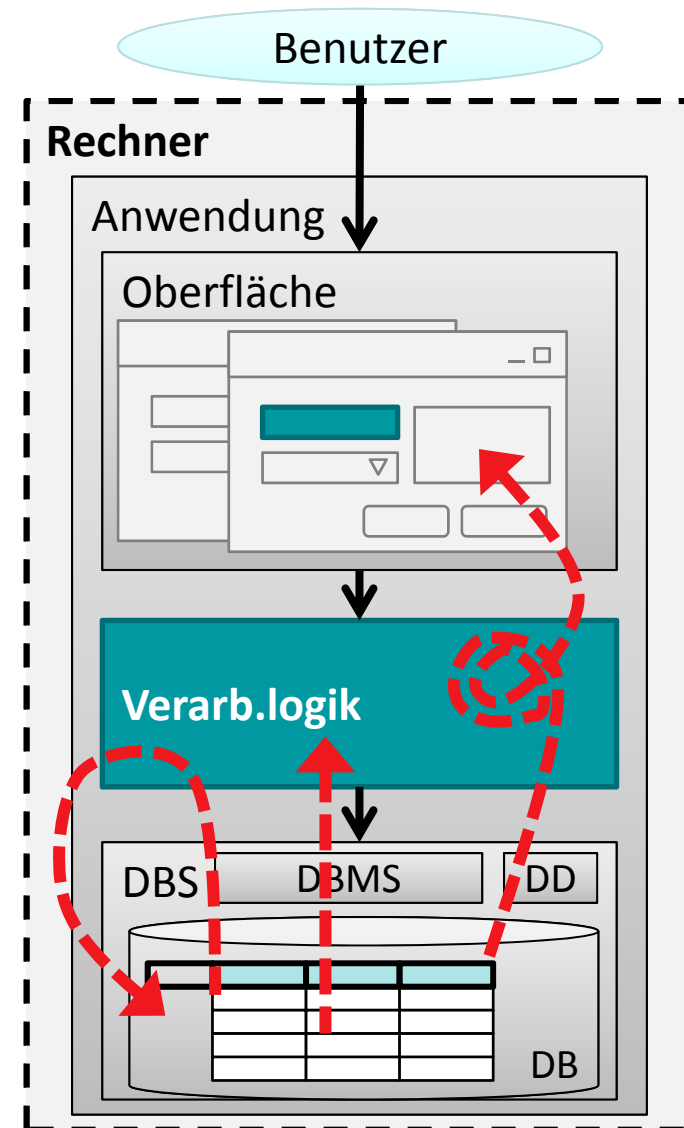 Benutzer
Rechner
Anwendung
Oberfläche
Verarb.logik
DBS DBMS DD
DB